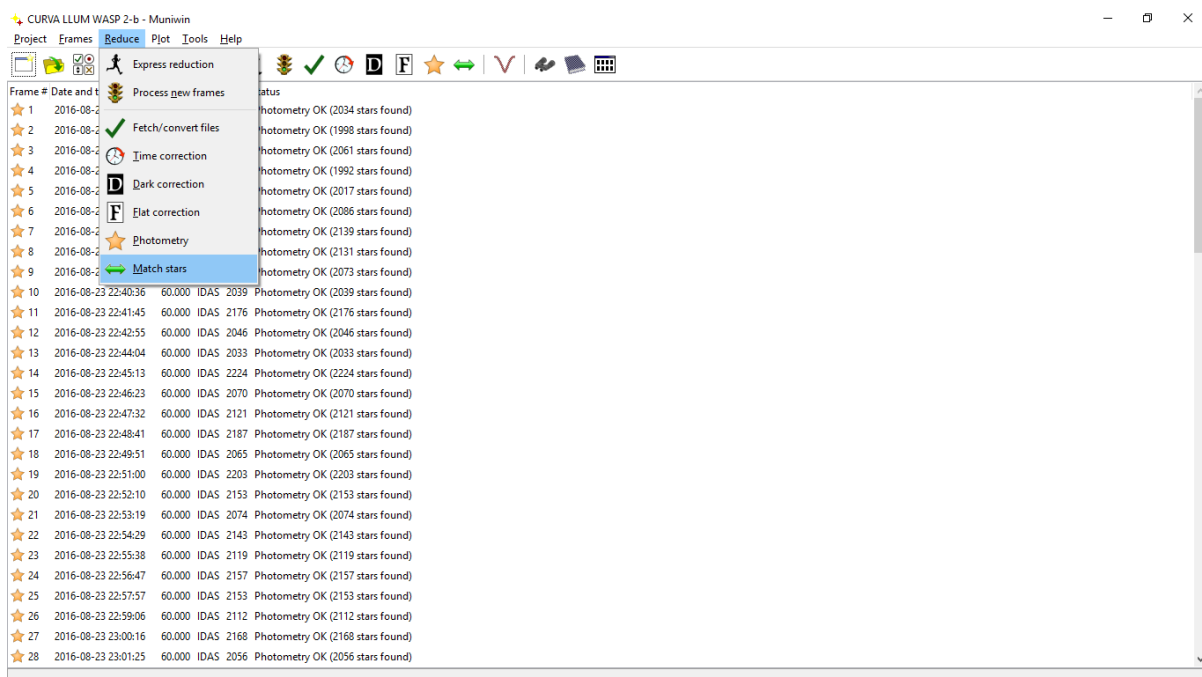 CURVA LLUM WASP 2-b - Muniwin
Project Frames Reduce Plot Tools Help
Express reduction
Process new frames
Fetch/convert files
Time correction
D Dark correction
F Flat correction
Photometry
Match stars
D F
Frame # Date and t tatus
1 2016-08-2 Photometry OK (2034 stars found)
2 2016-08-2 Photometry OK (1998 stars found)
3 2016-08-2 Photometry OK (2061 stars found)
4 2016-08-2 Photometry OK (1992 stars found)
5 2016-08-2 Photometry OK (2017 stars found)
6 2016-08-2 Photometry OK (2086 stars found)
7 2016-08-2 Photometry OK (2139 stars found)
8 2016-08-2 Photometry OK (2131 stars found)
9 2016-08-2 Photometry OK (2073 stars found)
10 2016-08-23 22:40:36 60.000 IDAS 2039 Photometry OK (2039 stars found)
11 2016-08-23 22:41:45 60.000 IDAS 2176 Photometry OK (2176 stars found)
12 2016-08-23 22:42:55 60.000 IDAS 2046 Photometry OK (2046 stars found)
13 2016-08-23 22:44:04 60.000 IDAS 2033 Photometry OK (2033 stars found)
14 2016-08-23 22:45:13 60.000 IDAS 2224 Photometry OK (2224 stars found)
15 2016-08-23 22:46:23 60.000 IDAS 2070 Photometry OK (2070 stars found)
16 2016-08-23 22:47:32 60.000 IDAS 2121 Photometry OK (2121 stars found)
17 2016-08-23 22:48:41 60.000 IDAS 2187 Photometry OK (2187 stars found)
18 2016-08-23 22:49:51 60.000 IDAS 2065 Photometry OK (2065 stars found)
19 2016-08-23 22:51:00 60.000 IDAS 2203 Photometry OK (2203 stars found)
20 2016-08-23 22:52:10 60.000 IDAS 2153 Photometry OK (2153 stars found)
21 2016-08-23 22:53:19 60.000 IDAS 2074 Photometry OK (2074 stars found)
22 2016-08-23 22:54:29 60.000 IDAS 2143 Photometry OK (2143 stars found)
23 2016-08-23 22:55:38 60.000 IDAS 2119 Photometry OK (2119 stars found)
24 2016-08-23 22:56:47 60.000 IDAS 2157 Photometry OK (2157 stars found)
25 2016-08-23 22:57:57 60.000 IDAS 2153 Photometry OK (2153 stars found)
26 2016-08-23 22:59:06 60.000 IDAS 2112 Photometry OK (2112 stars found)
27 2016-08-23 23:00:16 60.000 IDAS 2168 Photometry OK (2168 stars found)
28 2016-08-23 23:01:25 60.000 IDAS 2056 Photometry OK (2056 stars found)